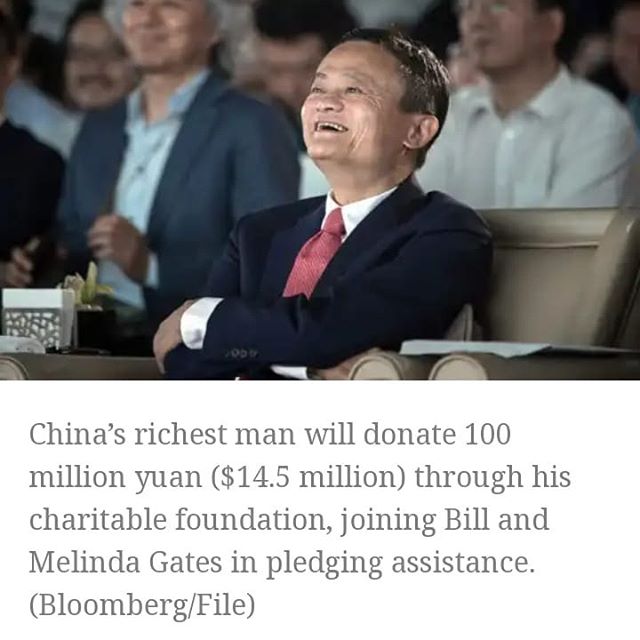 China’s richest man will donate 100
million yuan ($14.5 million) through his
charitable foundation, joining Bill and
Melinda Gates in pledging assistance.
(Bloomberg/File)